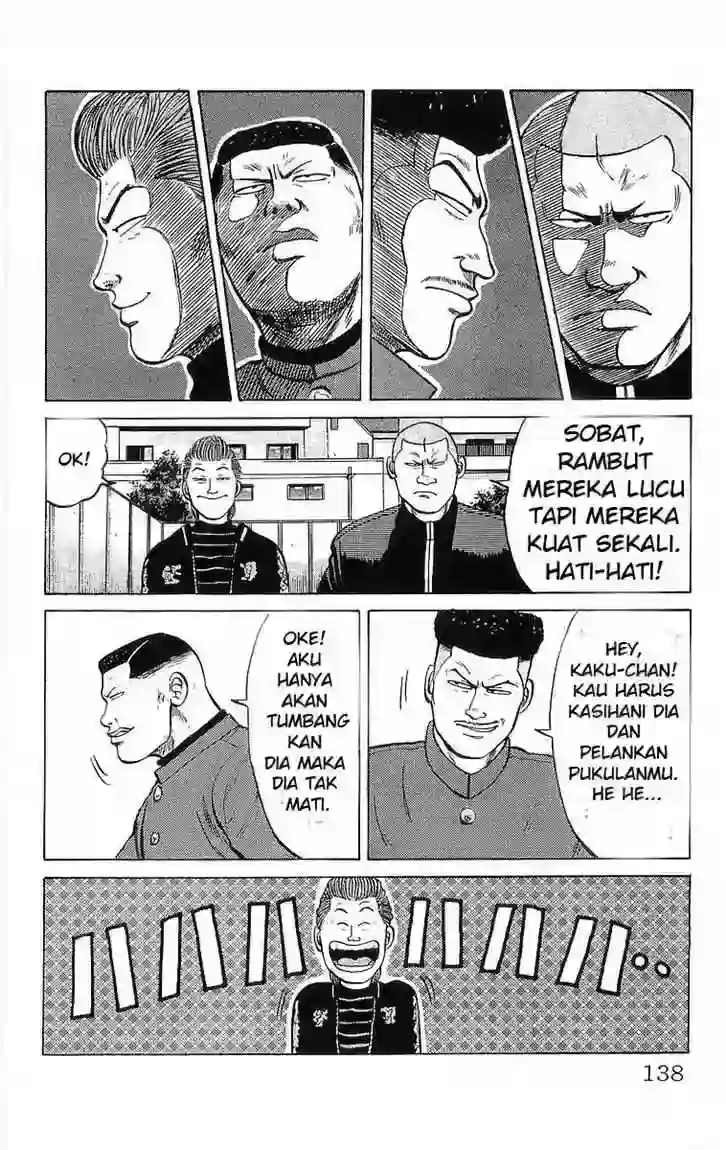 SOBAT,
RAMBUT
MEREKA LUCU
TAPI MEREKA
KUAT SEKALI.
HATI-HATI!
OK!
HEY,
KAKU-CHAN!
KAU HARUS
KASIHANI DIA
DAN
PELANKAN
PUKULANMU.
HE HE...
OKE!
AKU
HANYA
AKAN
TUMBANG
KAN
DIA MAKA
DIA TAK
MATI.
138